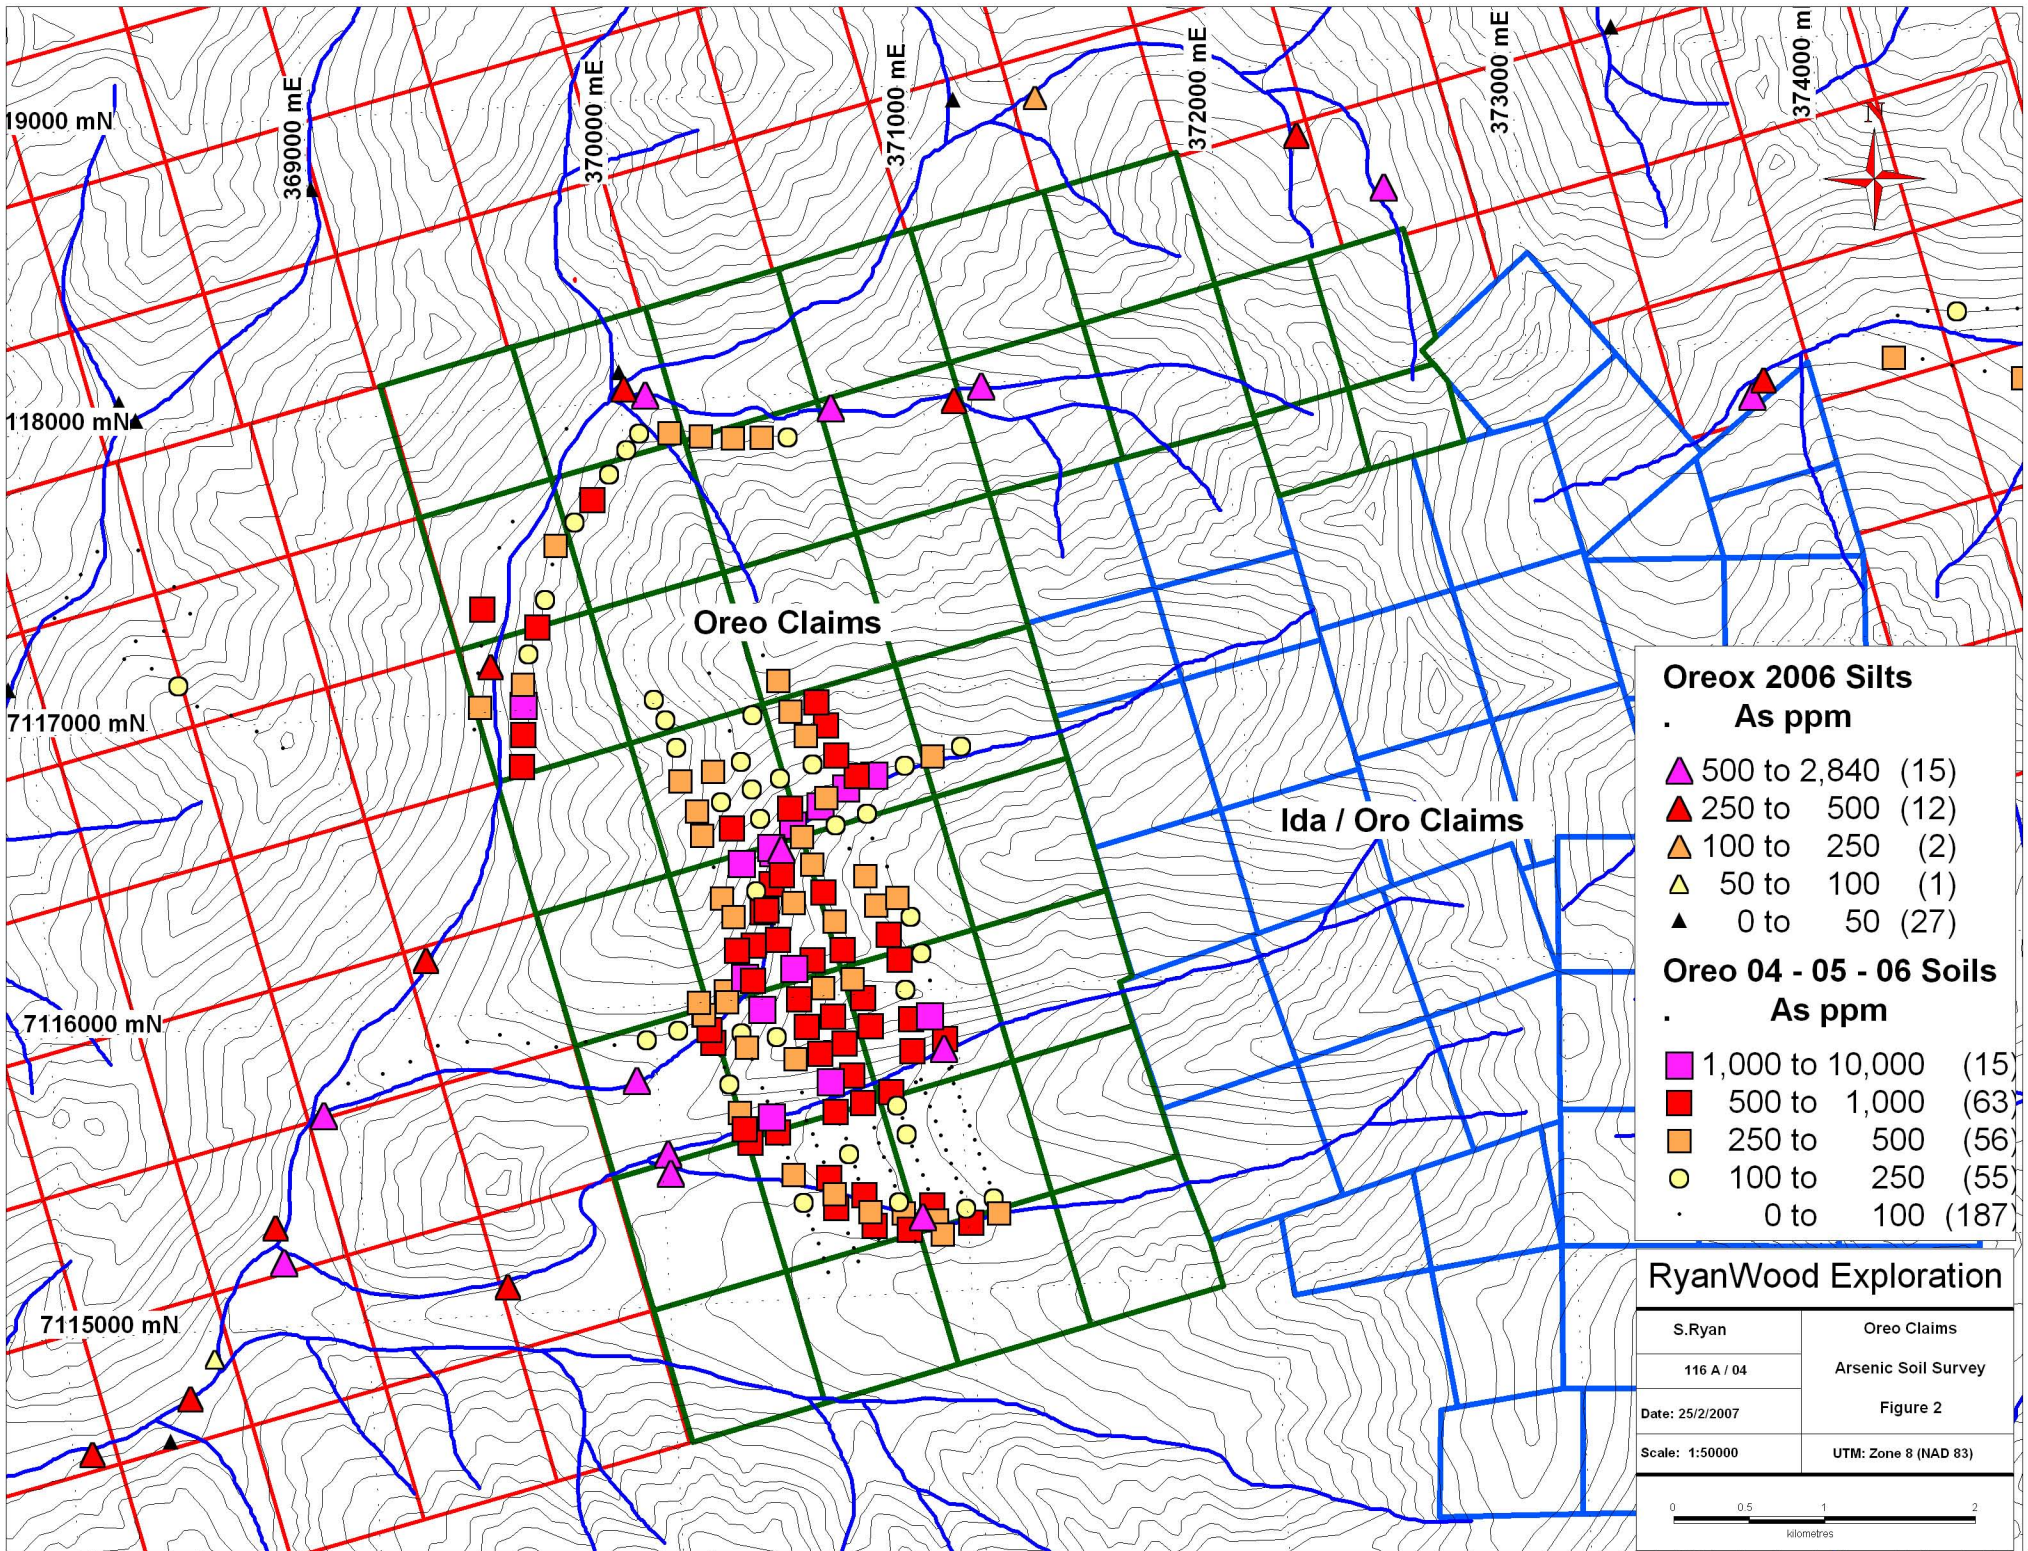 369000 mE
370000 mE
371000 mE
372000 mE
373000 mE
374000 m
19000 mN
118000 mN
7117000 mN
7116000 mN
7115000 mN
N
Oreo Claims
Ida / Oro Claims
Oreox 2006 Silts
. As ppm
500 to 2,840 (15)
250 to 500 (12)
100 to 250 (2)
50 to 100 (1)
0 to 50 (27)
Oreo 04 - 05 - 06 Soils
. As ppm
1,000 to 10,000 (15)
500 to 1,000 (63)
250 to 500 (56)
100 to 250 (55)
0 to 100 (187)
RyanWood Exploration
S.Ryan
Oreo Claims
116 A / 04
Arsenic Soil Survey
Date: 25/2/2007
Figure 2
Scale: 1:50000
UTM: Zone 8 (NAD 83)
0 0.5 1 2
kilometres